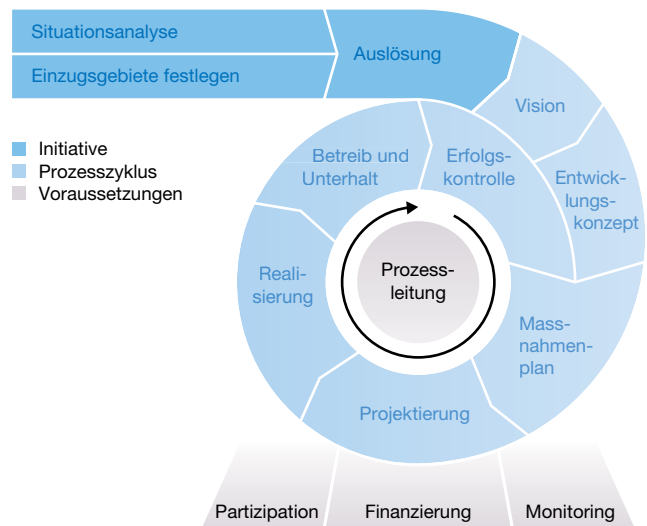 Situationsanalyse
Einzugsgebiete festlegen
Auslösung
Vision
Entwick-
lungs-
konzept
Initiative
Prozesszyklus
Voraussetzungen
Betreib und
Unterhalt
Erfolgs-
kontrolle
Reali-
sierung
Prozess-
leitung
Mass-
nahmen-
plan
Projektierung
Partizipation
Finanzierung
Monitoring